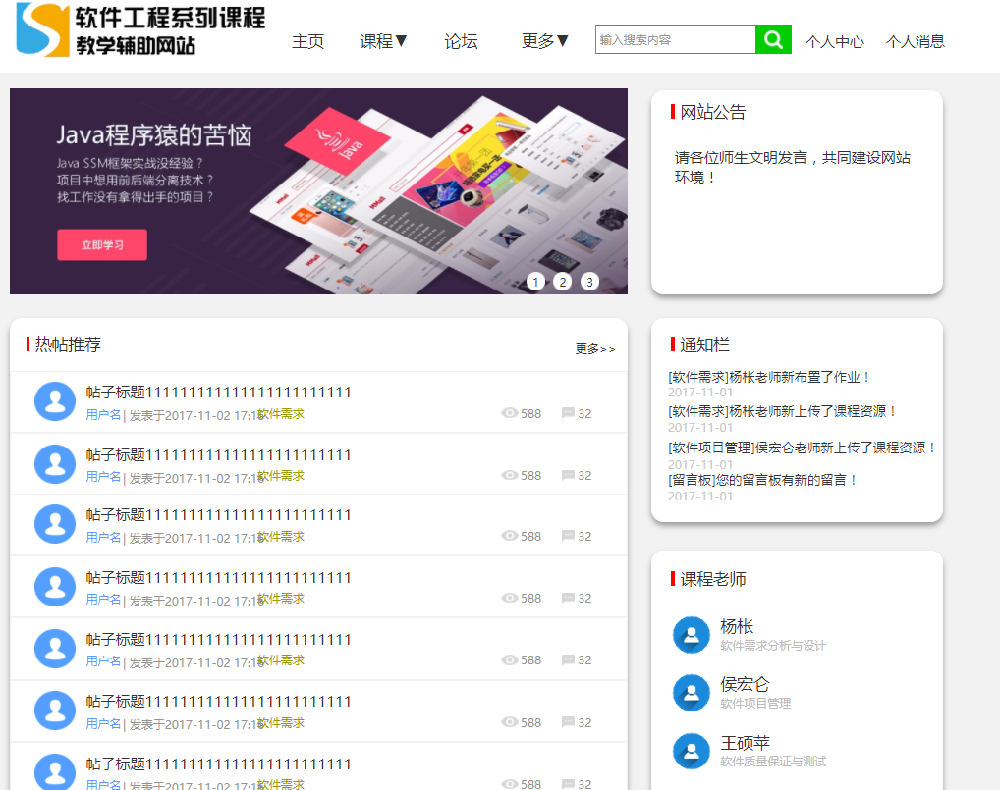 软件工程系列课程
教学辅助网站
主页 课程▼ 论坛 更多▼ 输入搜索内容 个人中心 个人消息
Java程序猿的苦恼
Java SSM框架实战没经验？
项目中想用前后端分离技术？
找工作没有拿得出手的项目？
立即学习
java
1 2 3
网站公告
请各位师生文明发言，共同建设网站
环境！
热帖推荐
更多>>
帖子标题111111111111111111111111
用户名| 发表于2017-11-02 17:16 软件需求 588 32
帖子标题111111111111111111111111
用户名| 发表于2017-11-02 17:16 软件需求 588 32
帖子标题111111111111111111111111
用户名| 发表于2017-11-02 17:16 软件需求 588 32
帖子标题111111111111111111111111
用户名| 发表于2017-11-02 17:16 软件需求 588 32
帖子标题111111111111111111111111
用户名| 发表于2017-11-02 17:16 软件需求 588 32
帖子标题111111111111111111111111
用户名| 发表于2017-11-02 17:16 软件需求 588 32
帖子标题111111111111111111111111
用户名| 发表于2017-11-02 17:16 软件需求 588 32
通知栏
[软件需求]杨枨老师新布置了作业！
2017-11-01
[软件需求]杨枨老师新上传了课程资源！
2017-11-01
[软件项目管理]侯宏仑老师新上传了课程资源！
2017-11-01
[留言板]您的留言板有新的留言！
2017-11-01
课程老师
杨枨
软件需求分析与设计
侯宏仑
软件项目管理
王硕苹
软件质量保证与测试